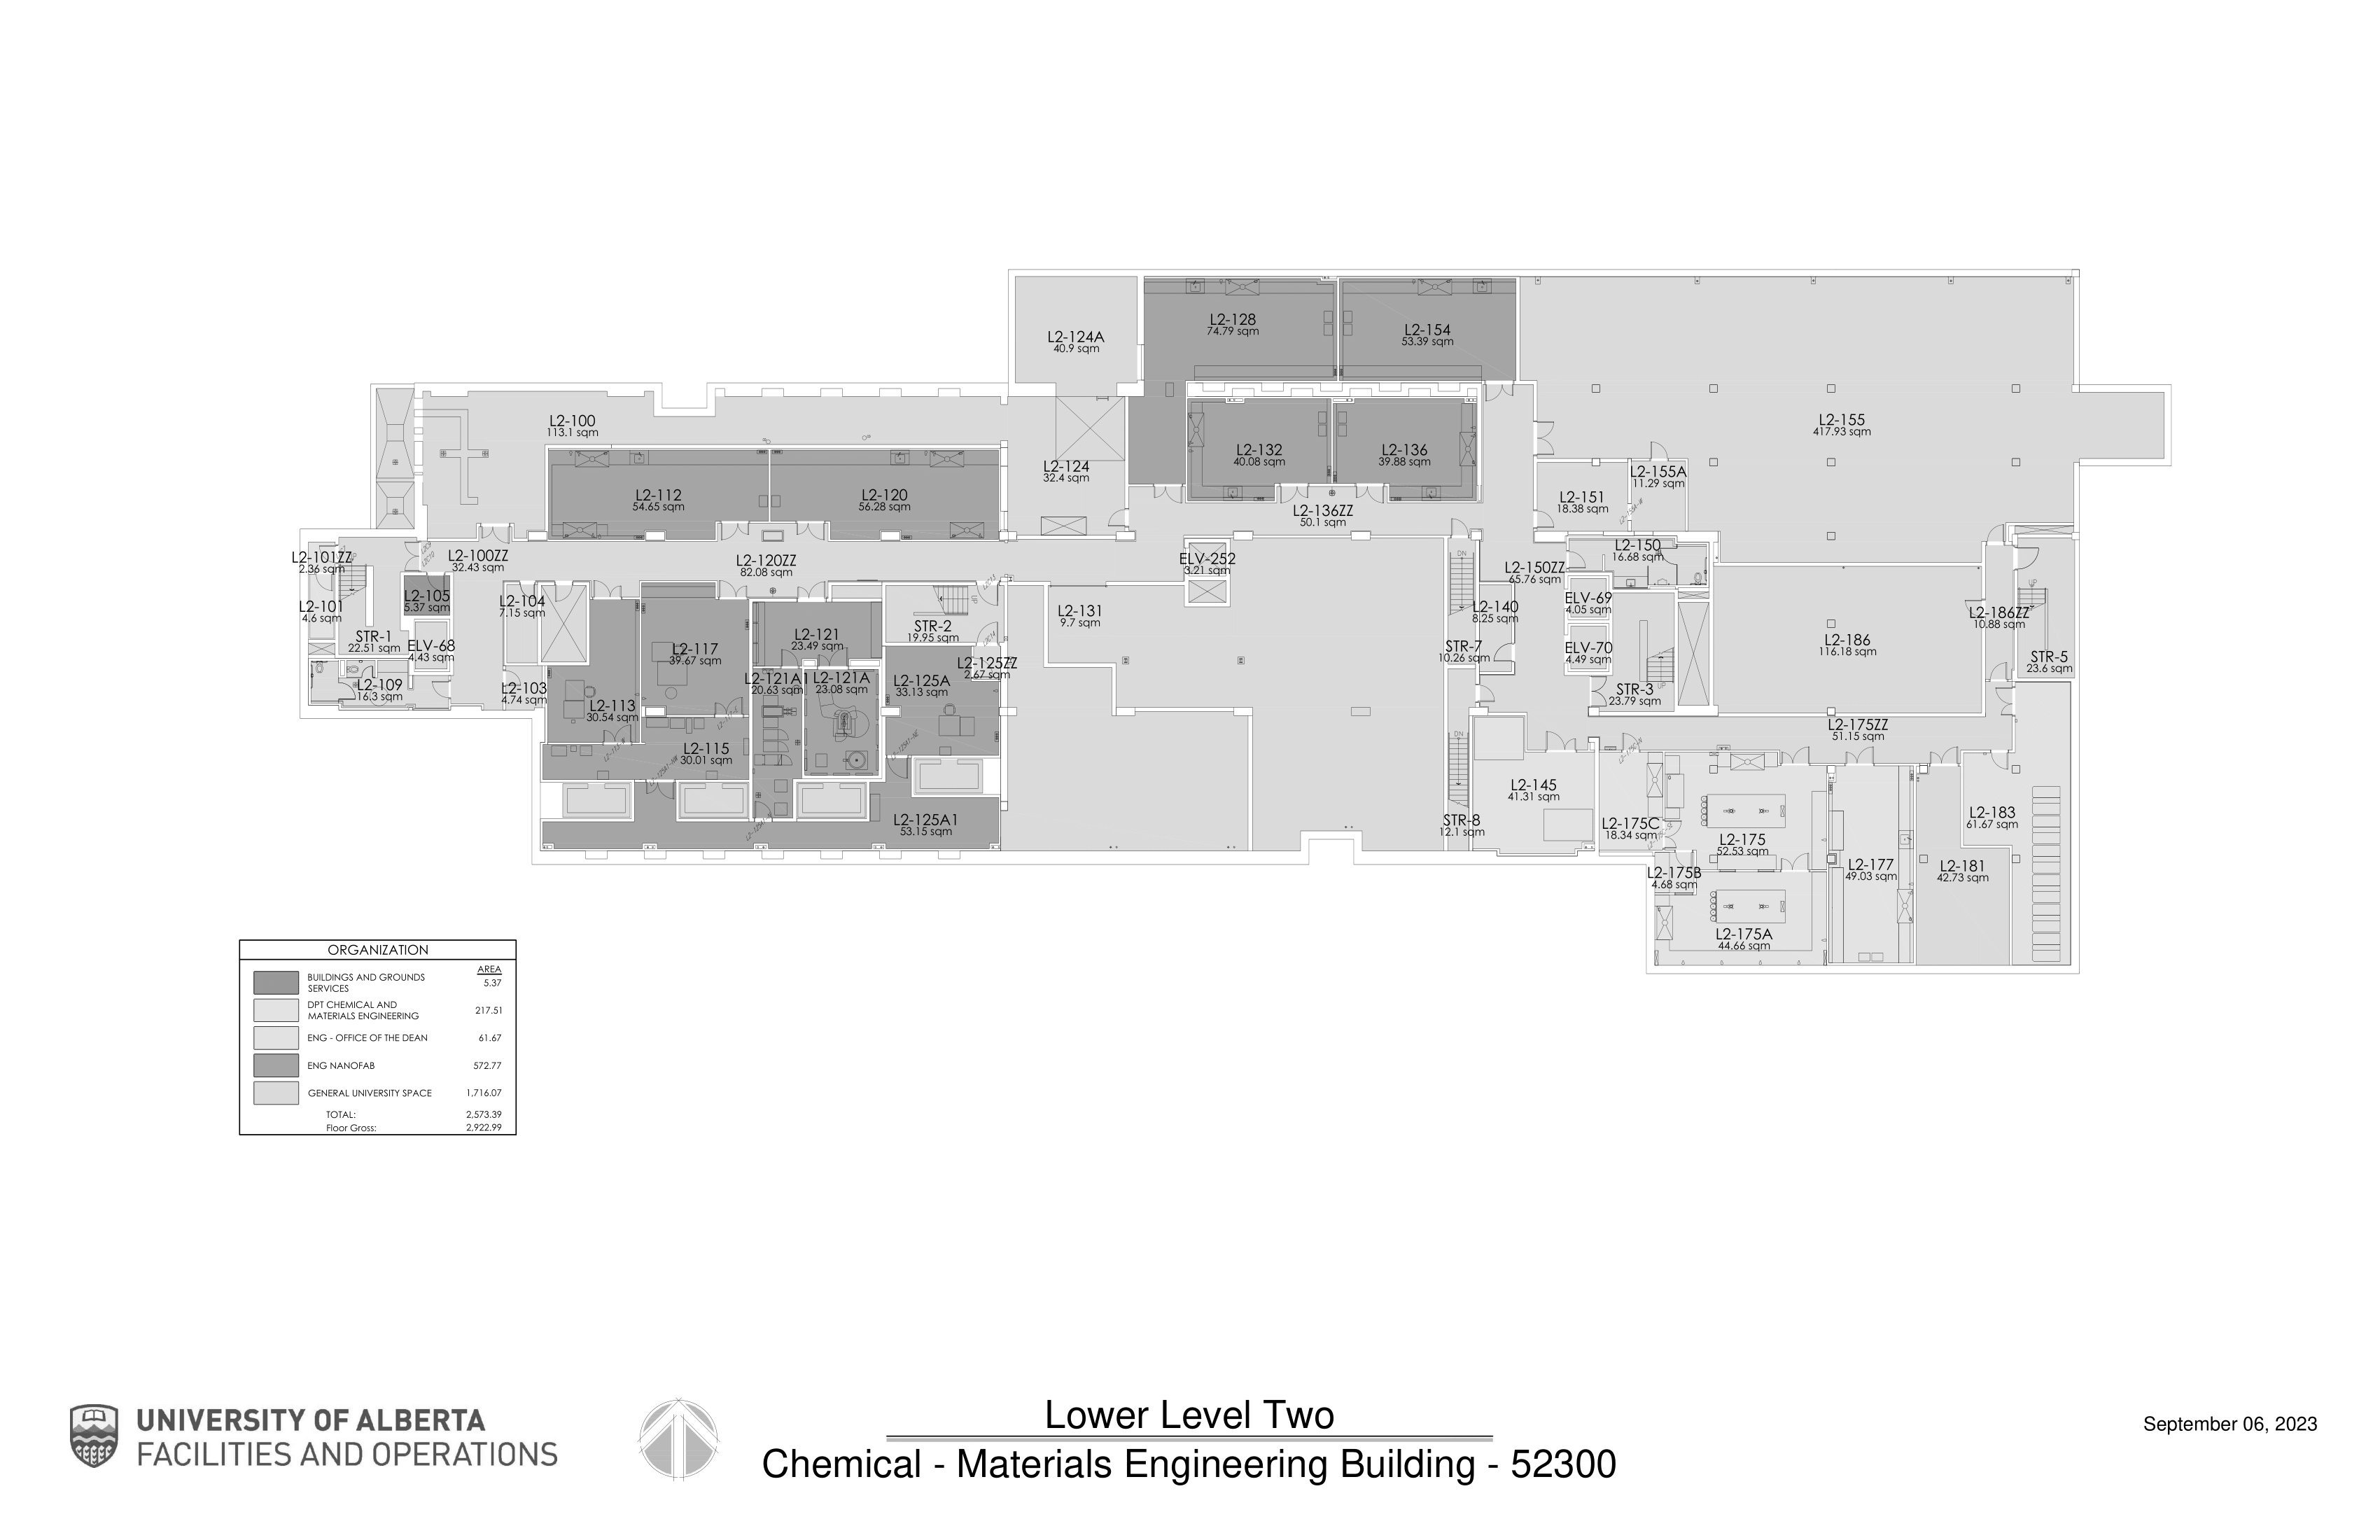 L2-124A
40.9 sqm
L2-128
74.79 sqm
L2-154
53.39 sqm
L2-100
113.1 sqm
L2-155
417.93 sqm
L2-132
40.08 sqm
L2-136
39.88 sqm
L2-124
32.4 sqm
L2-155A
11.29 sqm
L2-112
54.65 sqm
L2-120
56.28 sqm
L2-151
18.38 sqm
L2-136ZZ
50.1 sqm
L2-101ZZ
2.36 sqm
L2-100ZZ
32.43 sqm
L2-120ZZ
82.08 sqm
ELV-252
3.21 sqm
DN
L2-150ZZ
65.76 sqm
L2-150
16.68 sqm
L2-101
4.6 sqm
L2-105
5.37 sqm
L2-104
7.15 sqm
L2-131
9.7 sqm
L2-140
8.25 sqm
ELV-69
4.05 sqm
L2-186ZZ
10.88 sqm
STR-1
22.51 sqm
ELV-68
4.43 sqm
L2-117
39.67 sqm
L2-121
23.49 sqm
STR-2
19.95 sqm
UP
STR-7
10.26 sqm
ELV-70
4.49 sqm
L2-186
116.18 sqm
STR-5
23.6 sqm
UP
L2-109
16.3 sqm
L2-103
4.74 sqm
L2-113
30.54 sqm
L2-121A1
20.63 sqm
L2-121A
23.08 sqm
L2-125A
33.13 sqm
L2-125ZZ
2.67 sqm
STR-3
23.79 sqm
UP
L2-115
30.01 sqm
DN
L2-175ZZ
51.15 sqm
L2-145
41.31 sqm
L2-125A1
53.15 sqm
STR-8
12.1 sqm
L2-175C
18.34 sqm
L2-175
52.53 sqm
L2-183
61.67 sqm
L2-175B
4.68 sqm
L2-177
49.03 sqm
L2-181
42.73 sqm
L2-175A
44.66 sqm
ORGANIZATION
AREA
BUILDINGS AND GROUNDS 5.37
SERVICES
DPT CHEMICAL AND
MATERIALS ENGINEERING 217.51
ENG - OFFICE OF THE DEAN 61.67
ENG NANOFAB 572.77
GENERAL UNIVERSITY SPACE 1,716.07
TOTAL: 2,573.39
Floor Gross: 2,922.99
UNIVERSITY OF ALBERTA
FACILITIES AND OPERATIONS
Lower Level Two
Chemical - Materials Engineering Building - 52300
September 06, 2023